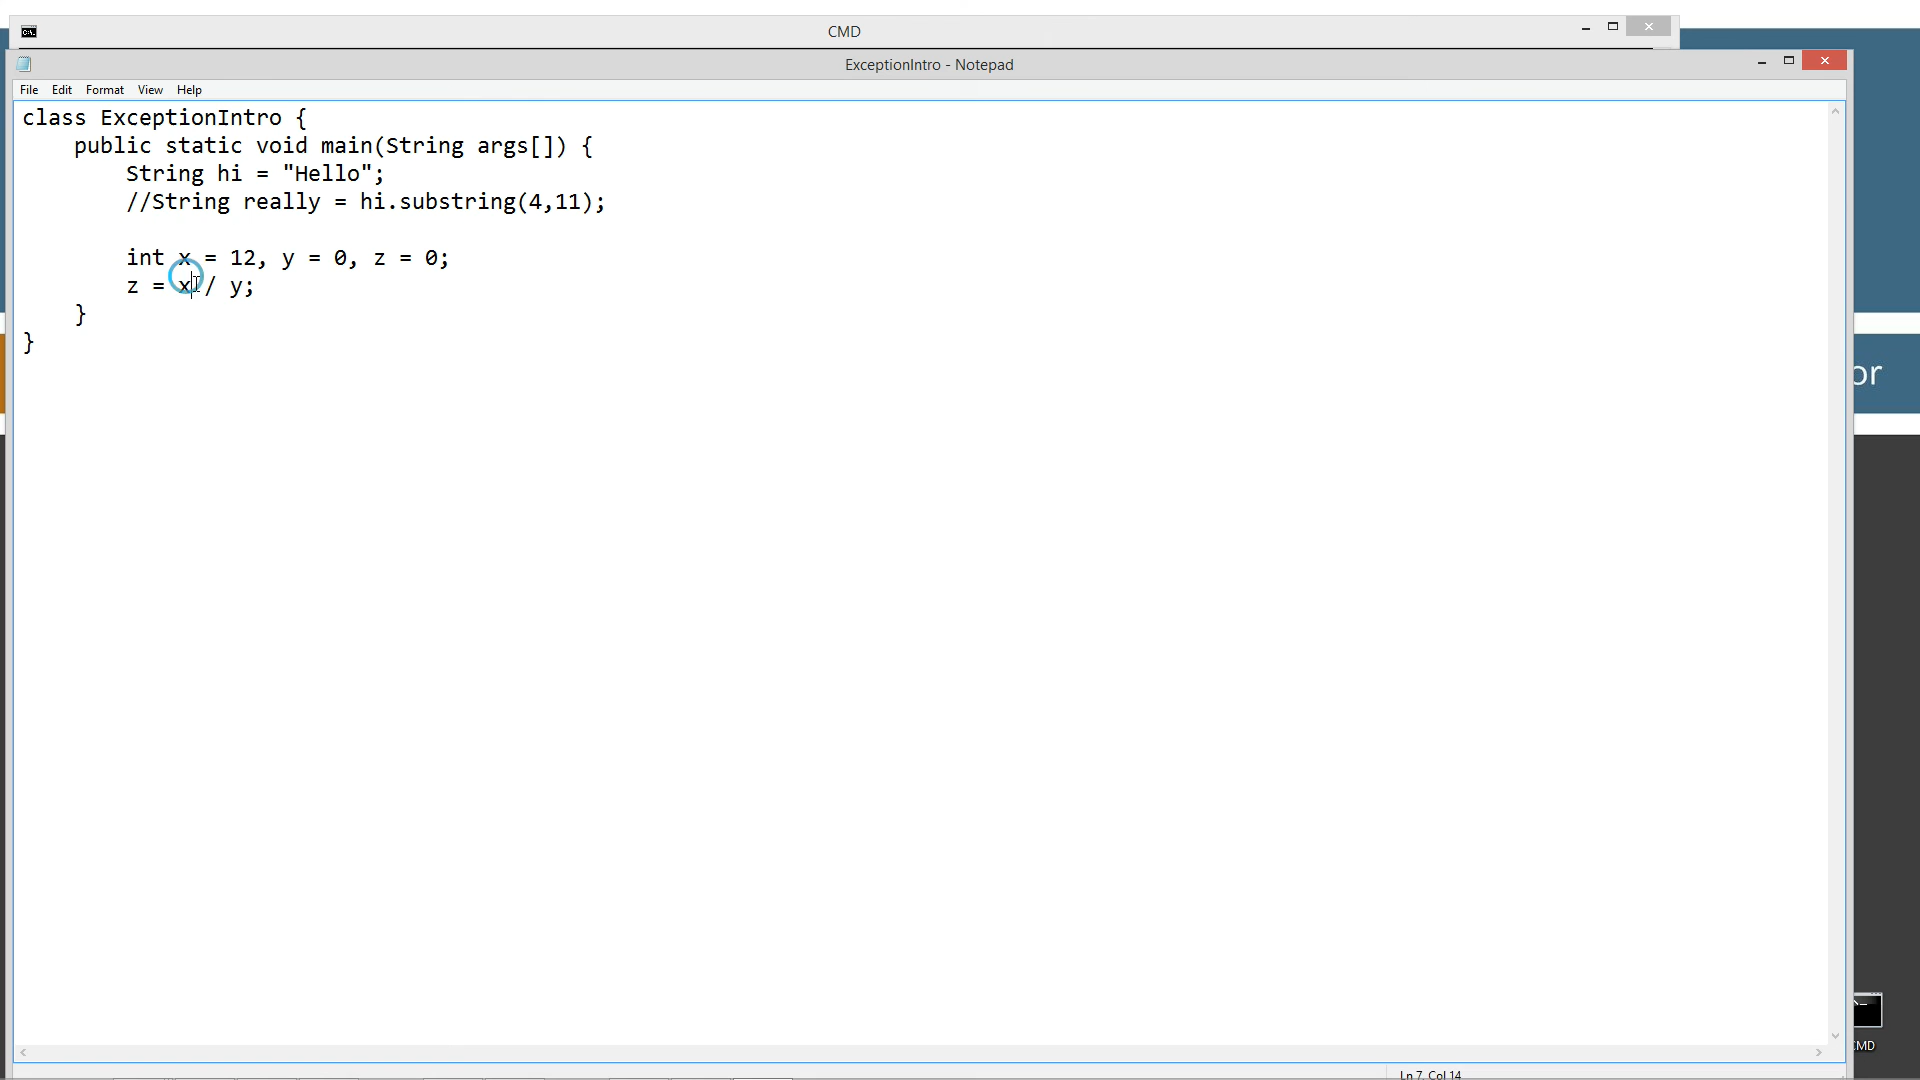 CMD
ExceptionIntro - Notepad
File Edit Format View Help
class ExceptionIntro {
    public static void main(String args[]) {
        String hi = "Hello";
        //String really = hi.substring(4,11);

        int x = 12, y = 0, z = 0;
        z = x / y;
    }
}
or
CMD
Ln 7, Col 14